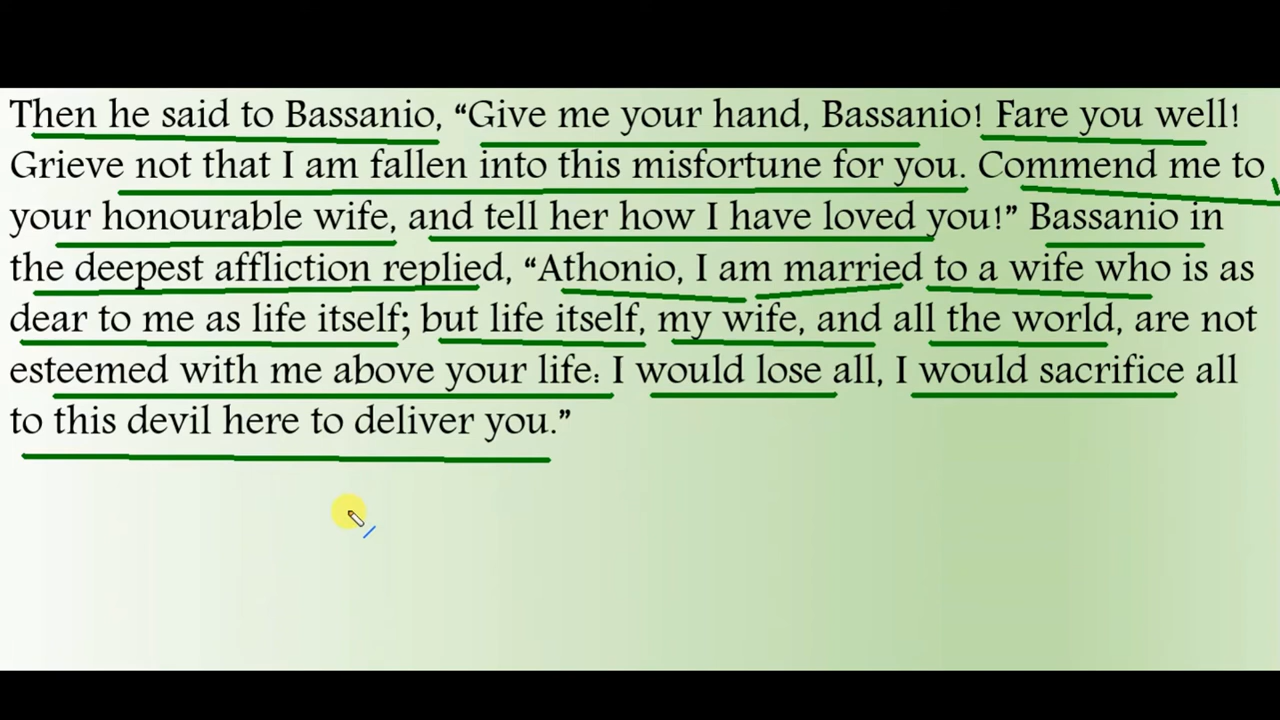 Then he said to Bassanio, “Give me your hand, Bassanio! Fare you well!
Grieve not that I am fallen into this misfortune for you. Commend me to
your honourable wife, and tell her how I have loved you!” Bassanio in
the deepest affliction replied, “Athonio, I am married to a wife who is as
dear to me as life itself; but life itself, my wife, and all the world, are not
esteemed with me above your life: I would lose all, I would sacrifice all
to this devil here to deliver you.”